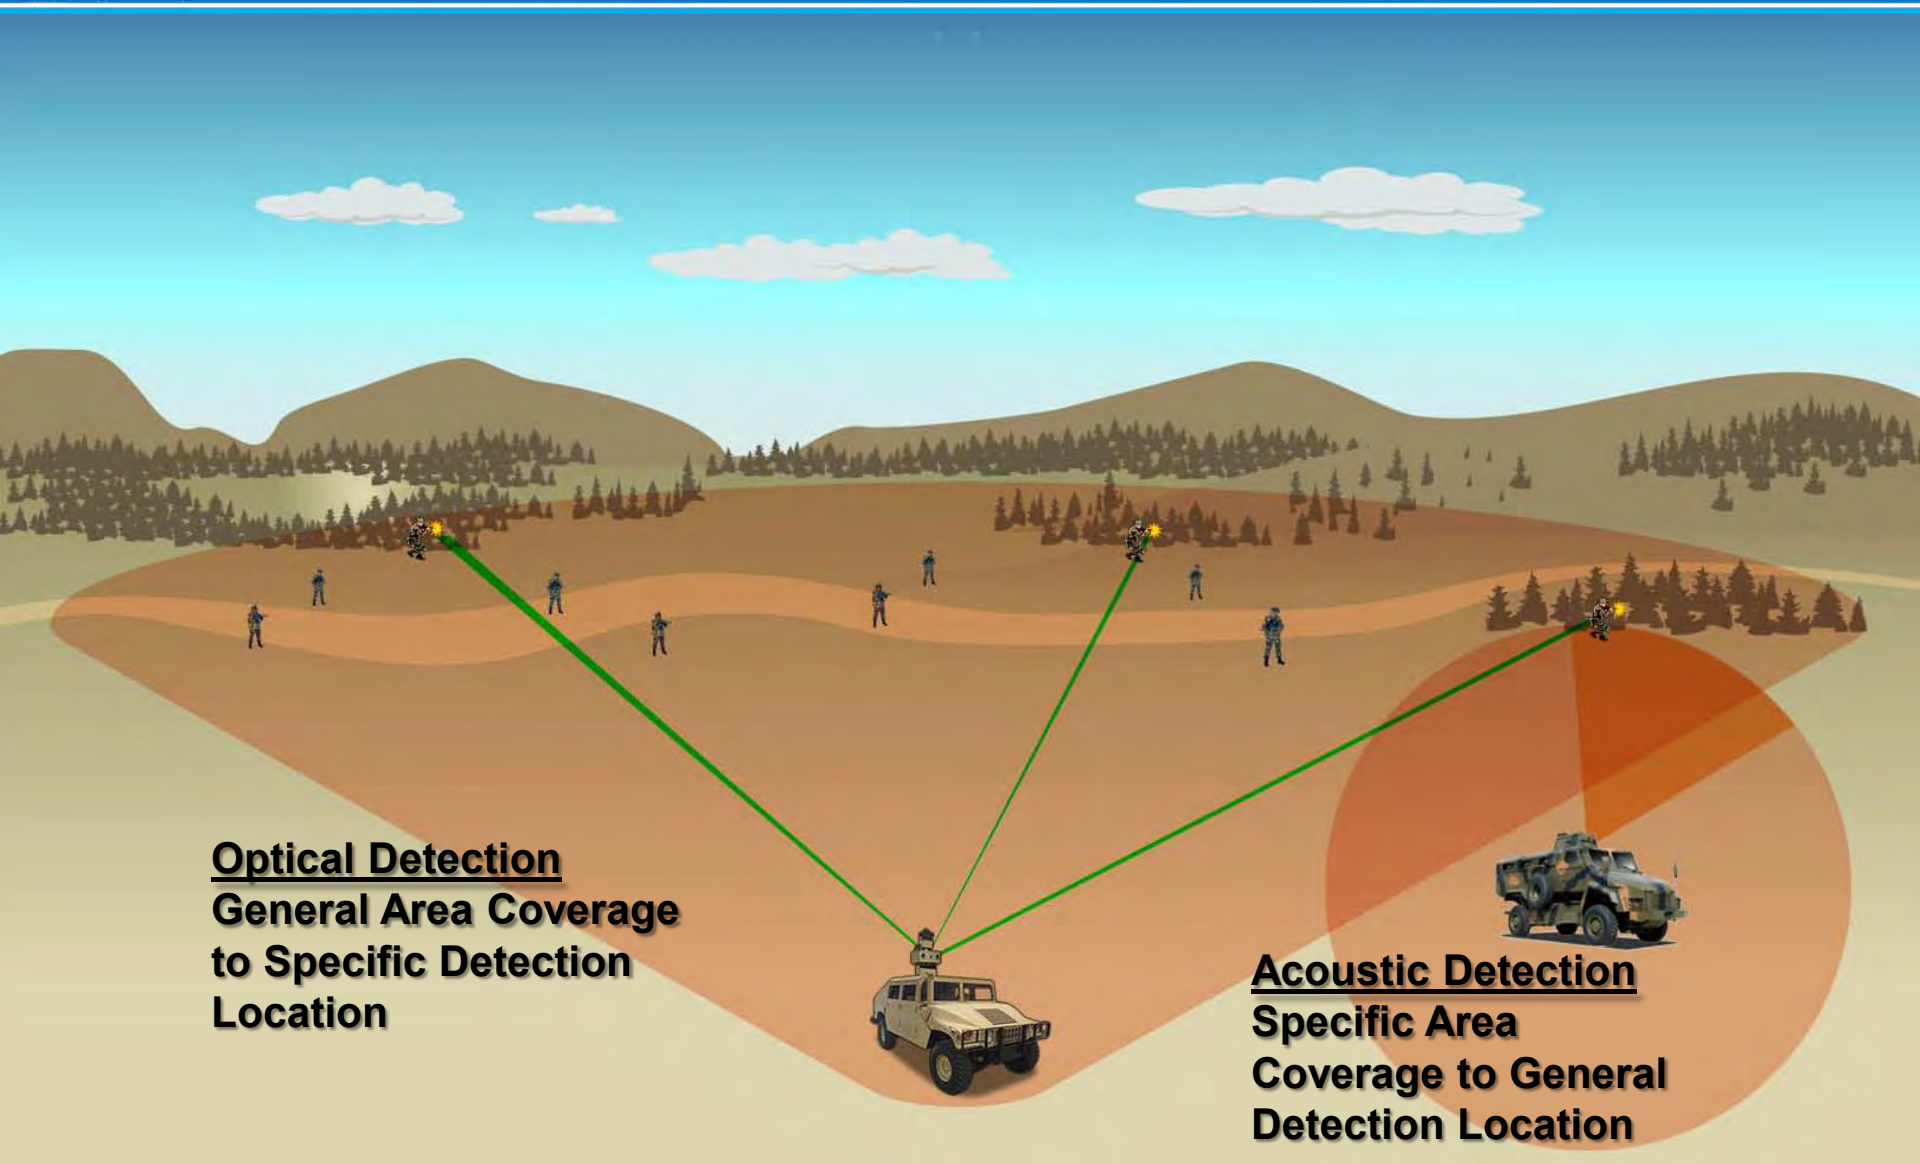 Optical Detection
General Area Coverage
to Specific Detection
Location
Acoustic Detection
Specific Area
Coverage to General
Detection Location